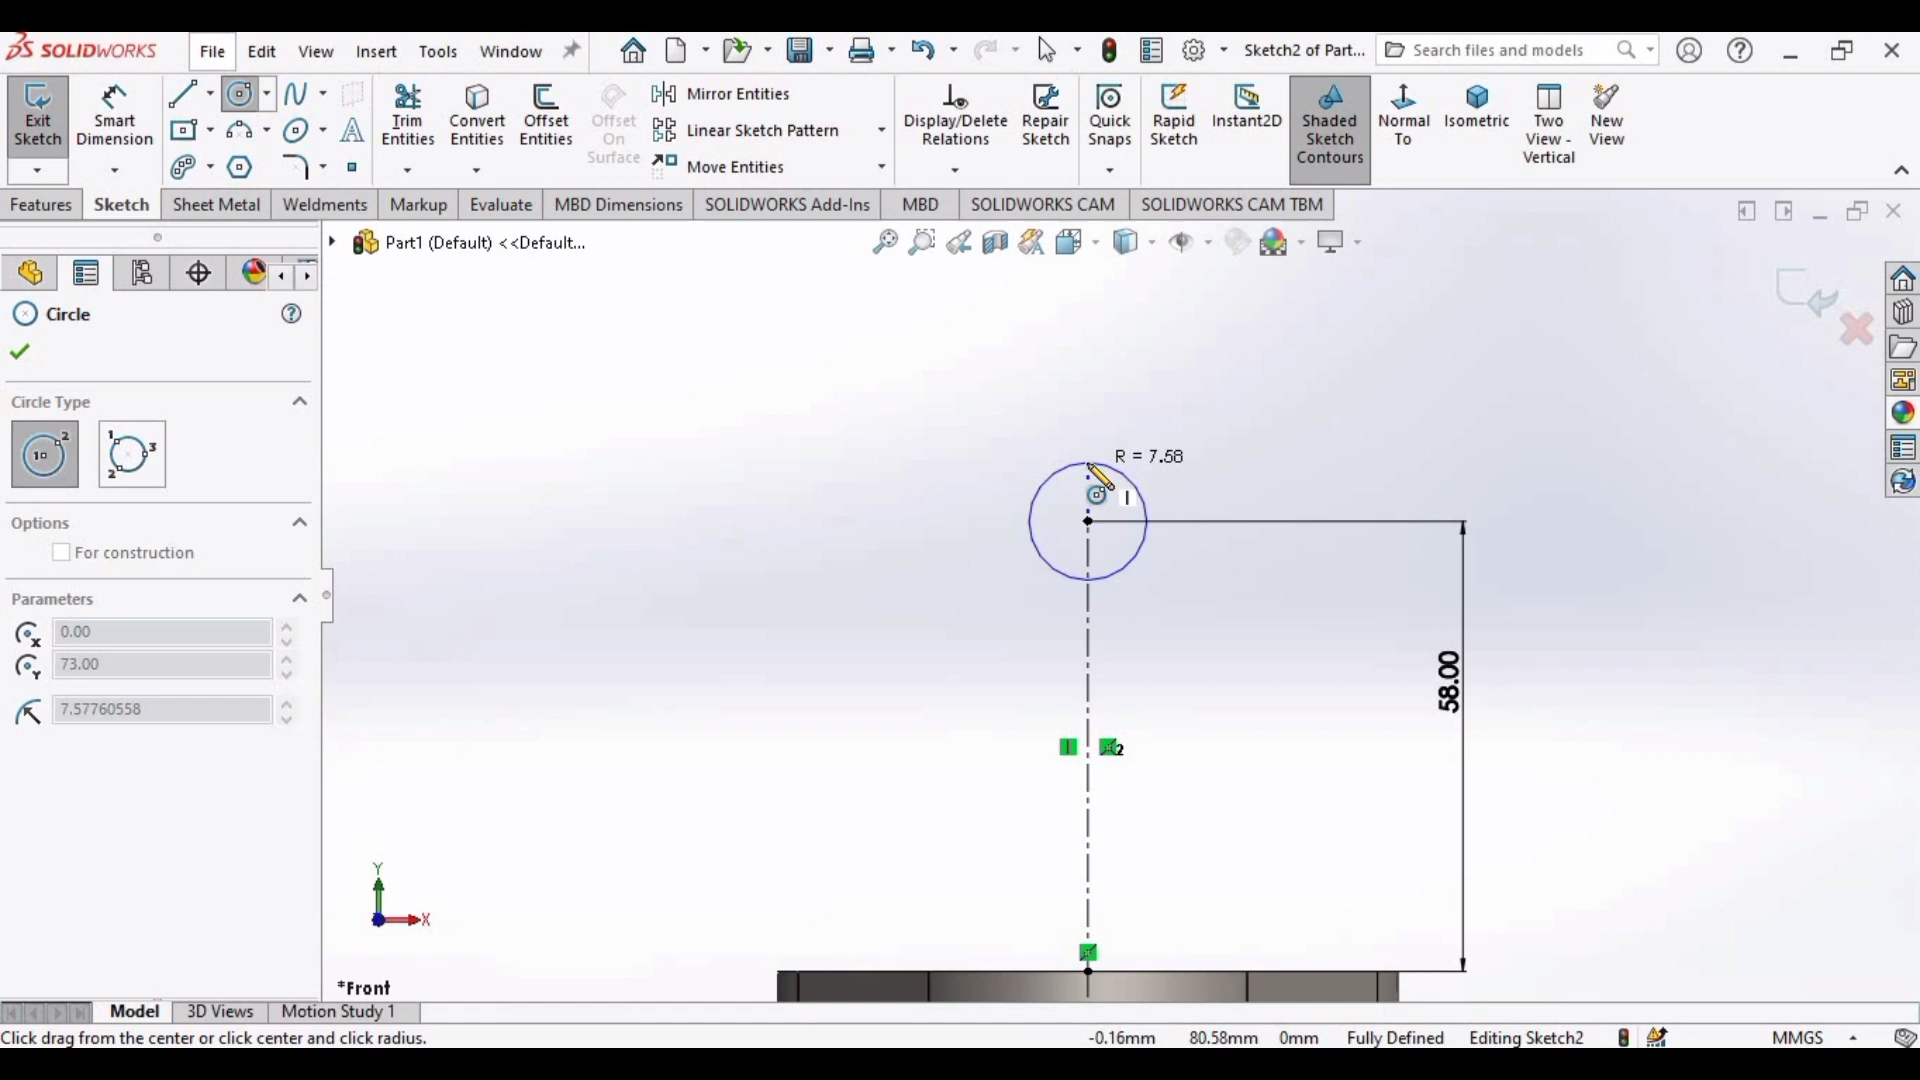 SOLIDWORKS File Edit View Insert Tools Window Sketch2 of Part... Search files and models
Exit Sketch
Smart Dimension
Trim Entities
Convert Entities
Offset Entities
Offset On Surface
Mirror Entities
Linear Sketch Pattern
Move Entities
Display/Delete Relations
Repair Sketch
Quick Snaps
Rapid Sketch
Instant2D
Shaded Sketch Contours
Normal To
Isometric
Two View - Vertical
New View
Features Sketch Sheet Metal Weldments Markup Evaluate MBD Dimensions SOLIDWORKS Add-Ins MBD SOLIDWORKS CAM SOLIDWORKS CAM TBM
Part1 (Default) <<Default...
Circle
Circle Type
1 2
1 2 3
Options
For construction
Parameters
0.00
73.00
7.57760558
R = 7.58
58.00
2
Y
X
*Front
Model 3D Views Motion Study 1
Click drag from the center or click center and click radius. -0.16mm 80.58mm 0mm Fully Defined Editing Sketch2 MMGS